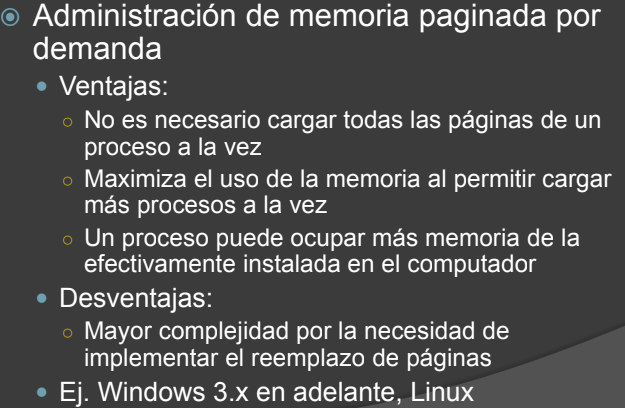 Administración de memoria paginada por
demanda
Ventajas:
No es necesario cargar todas las páginas de un
proceso a la vez
Maximiza el uso de la memoria al permitir cargar
más procesos a la vez
Un proceso puede ocupar más memoria de la
efectivamente instalada en el computador
Desventajas:
Mayor complejidad por la necesidad de
implementar el reemplazo de páginas
Ej. Windows 3.x en adelante, Linux